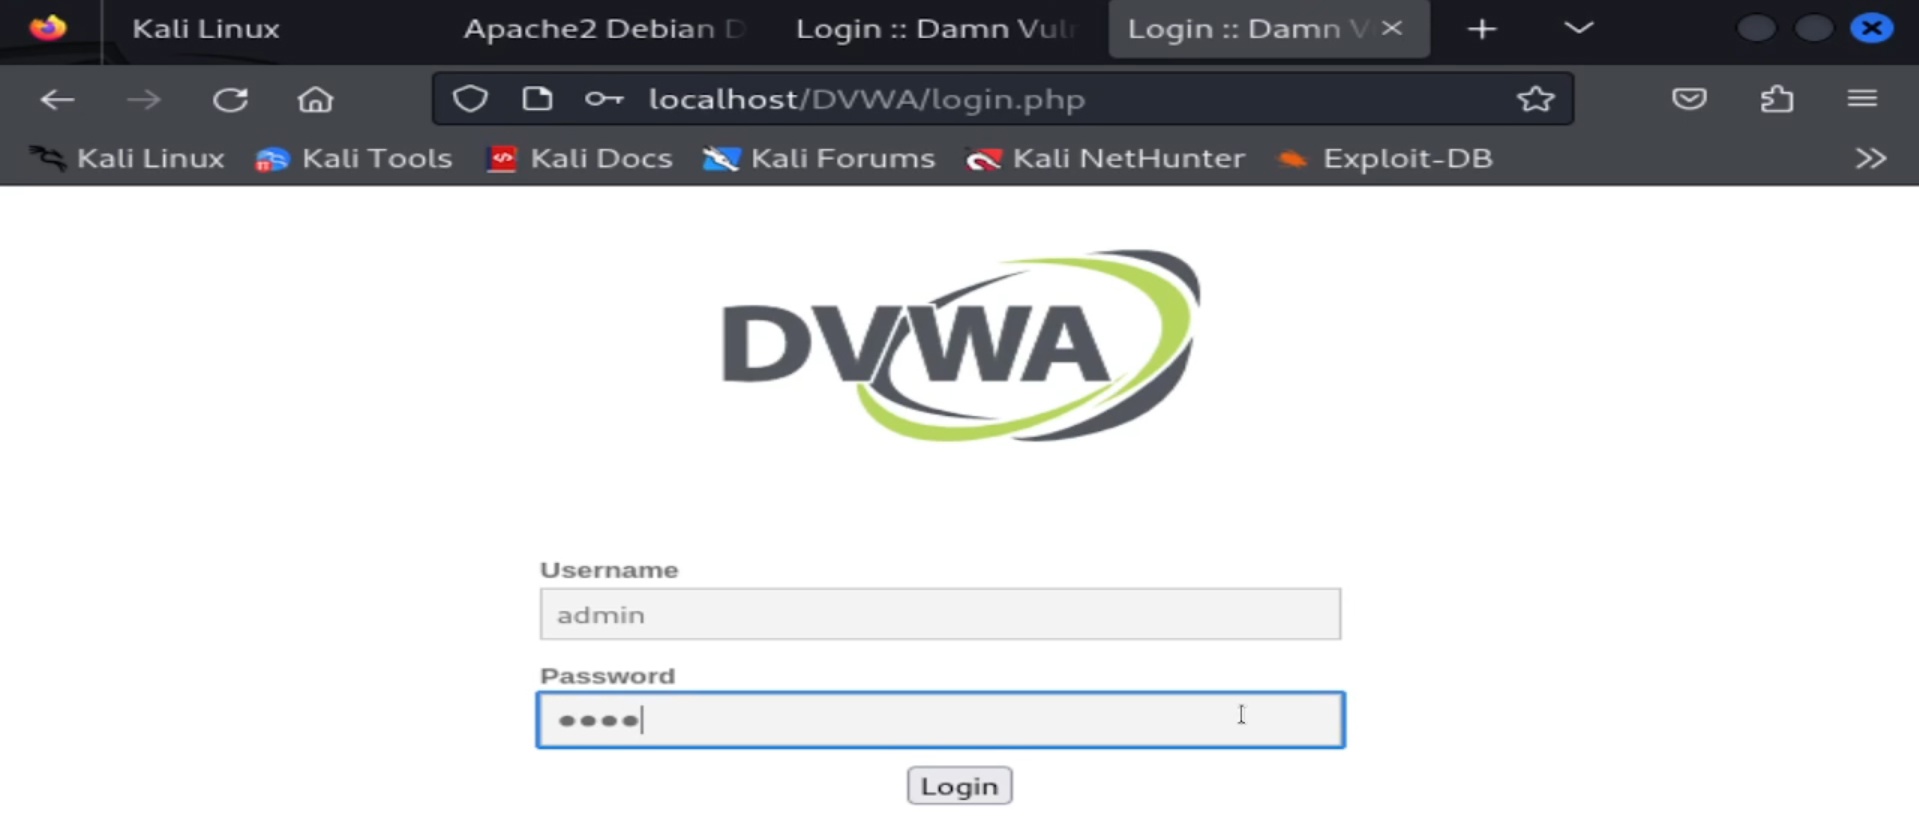 Kali Linux
Apache2 Debian D
Login :: Damn Vuln
Login :: Damn V
localhost/DVWA/login.php
Kali Linux Kali Tools Kali Docs Kali Forums Kali NetHunter Exploit-DB
DVWA
Username
admin
Password
Login